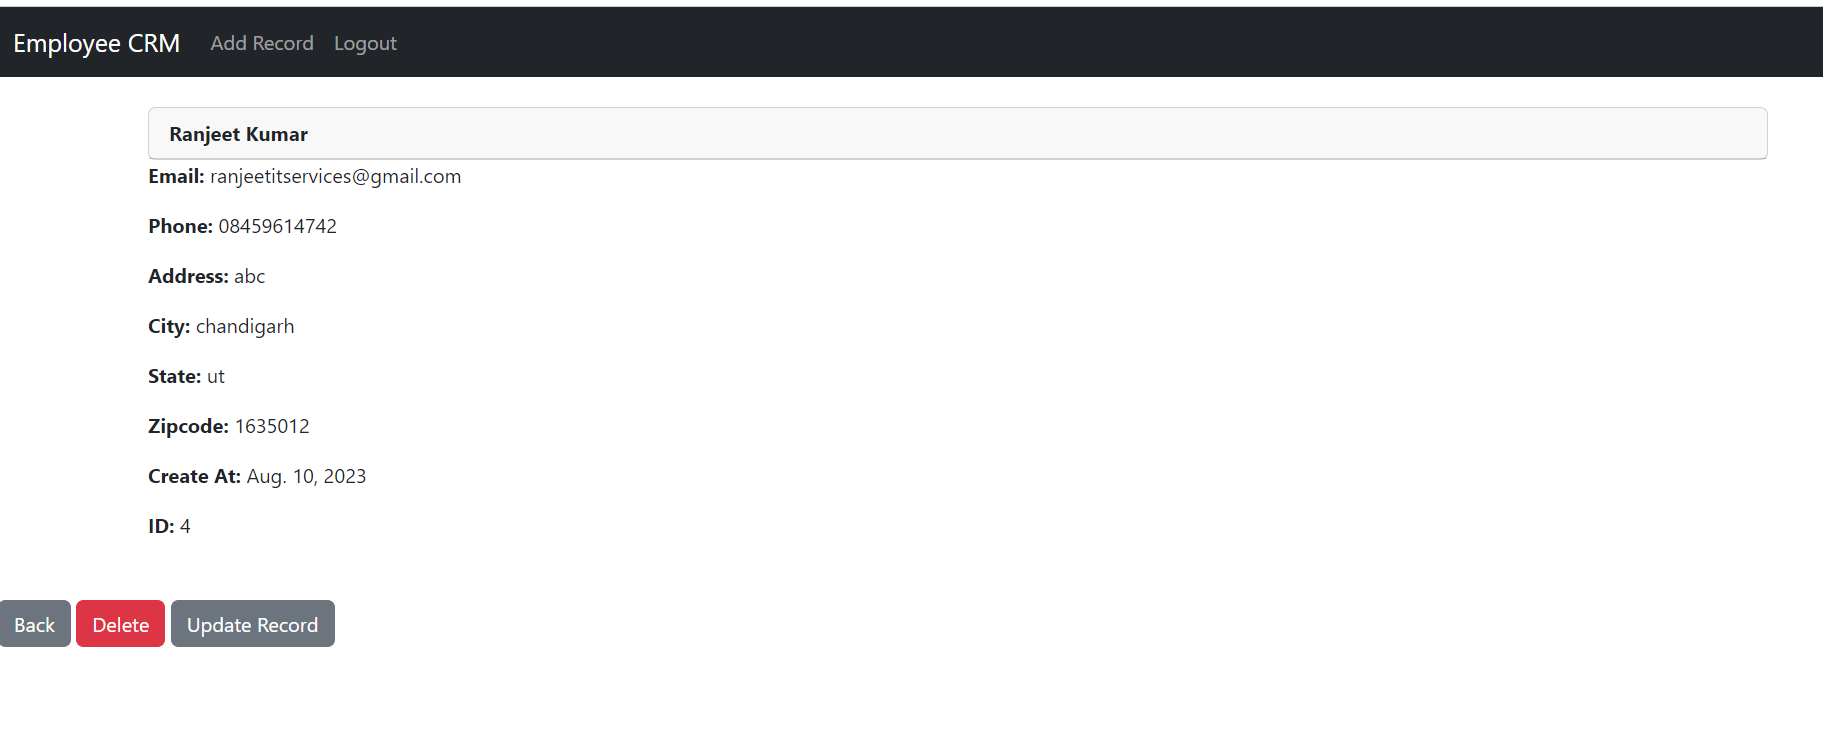 Employee CRM Add Record Logout
Ranjeet Kumar
Email: ranjeetitservices@gmail.com
Phone: 08459614742
Address: abc
City: chandigarh
State: ut
Zipcode: 1635012
Create At: Aug. 10, 2023
ID: 4
Back Delete Update Record